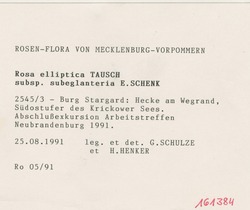 ROSEN-FLORA VON MECKLENBURG-VORPOMMERN
Rosa elliptica TAUSCH
subsp. subeglanteria E.SCHENK
2545/3 - Burg Stargard: Hecke am Wegrand,
Südostufer des Krickower Sees.
Abschlußexkursion Arbeitstreffen
Neubrandenburg 1991.
25.08.1991 leg. et det. G.SCHULZE
et H.HENKER
Ro 05/91
161384